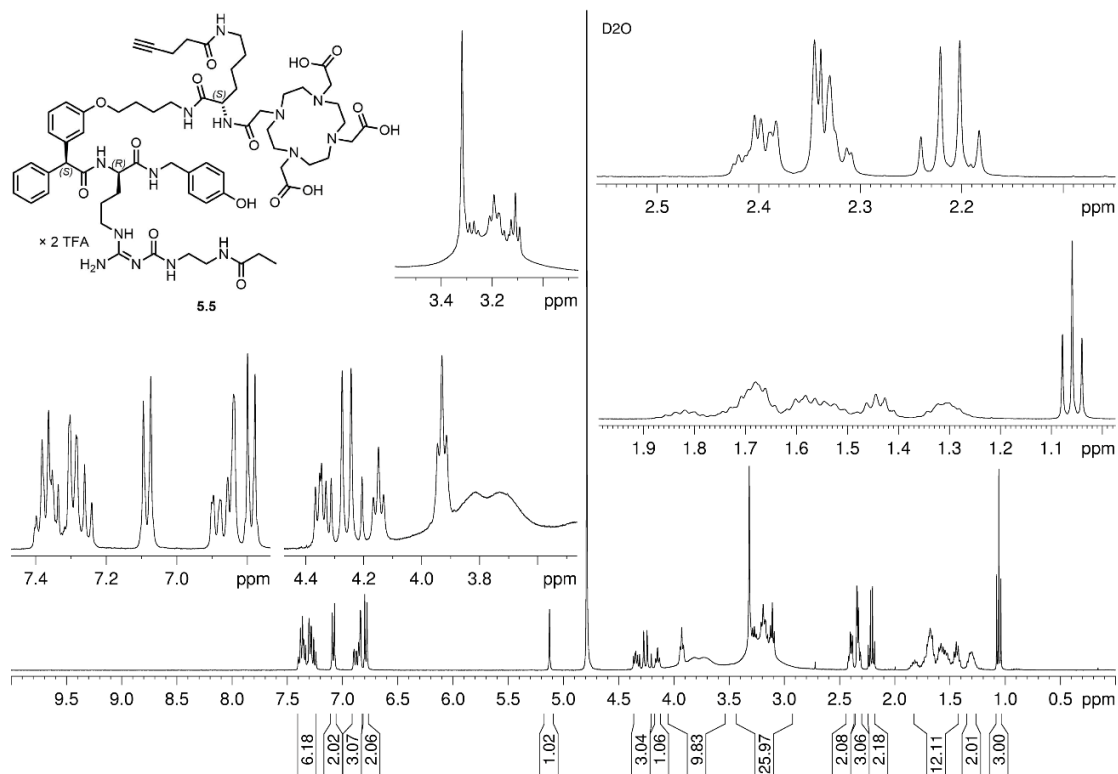 D2O
H
N
O
O
O
OH
(S)
O
N
H
O
N
H
O
N
N
N
N
O
OH
O
OH
H
N
(R)
O
N
H
(S)
O
OH
NH
× 2 TFA
H2N
N
O
N
H
H
N
O
5.5
3.4 3.2 ppm
2.5 2.4 2.3 2.2 ppm
1.9 1.8 1.7 1.6 1.5 1.4 1.3 1.2 1.1 ppm
7.4 7.2 7.0 ppm
4.4 4.2 4.0 3.8 ppm
9.5 9.0 8.5 8.0 7.5 7.0 6.5 6.0 5.5 5.0 4.5 4.0 3.5 3.0 2.5 2.0 1.5 1.0 0.5 ppm
6.18 2.02 3.07 2.06 1.02 3.04 1.06 9.83 25.97 2.08 3.06 2.18 12.11 2.01 3.00